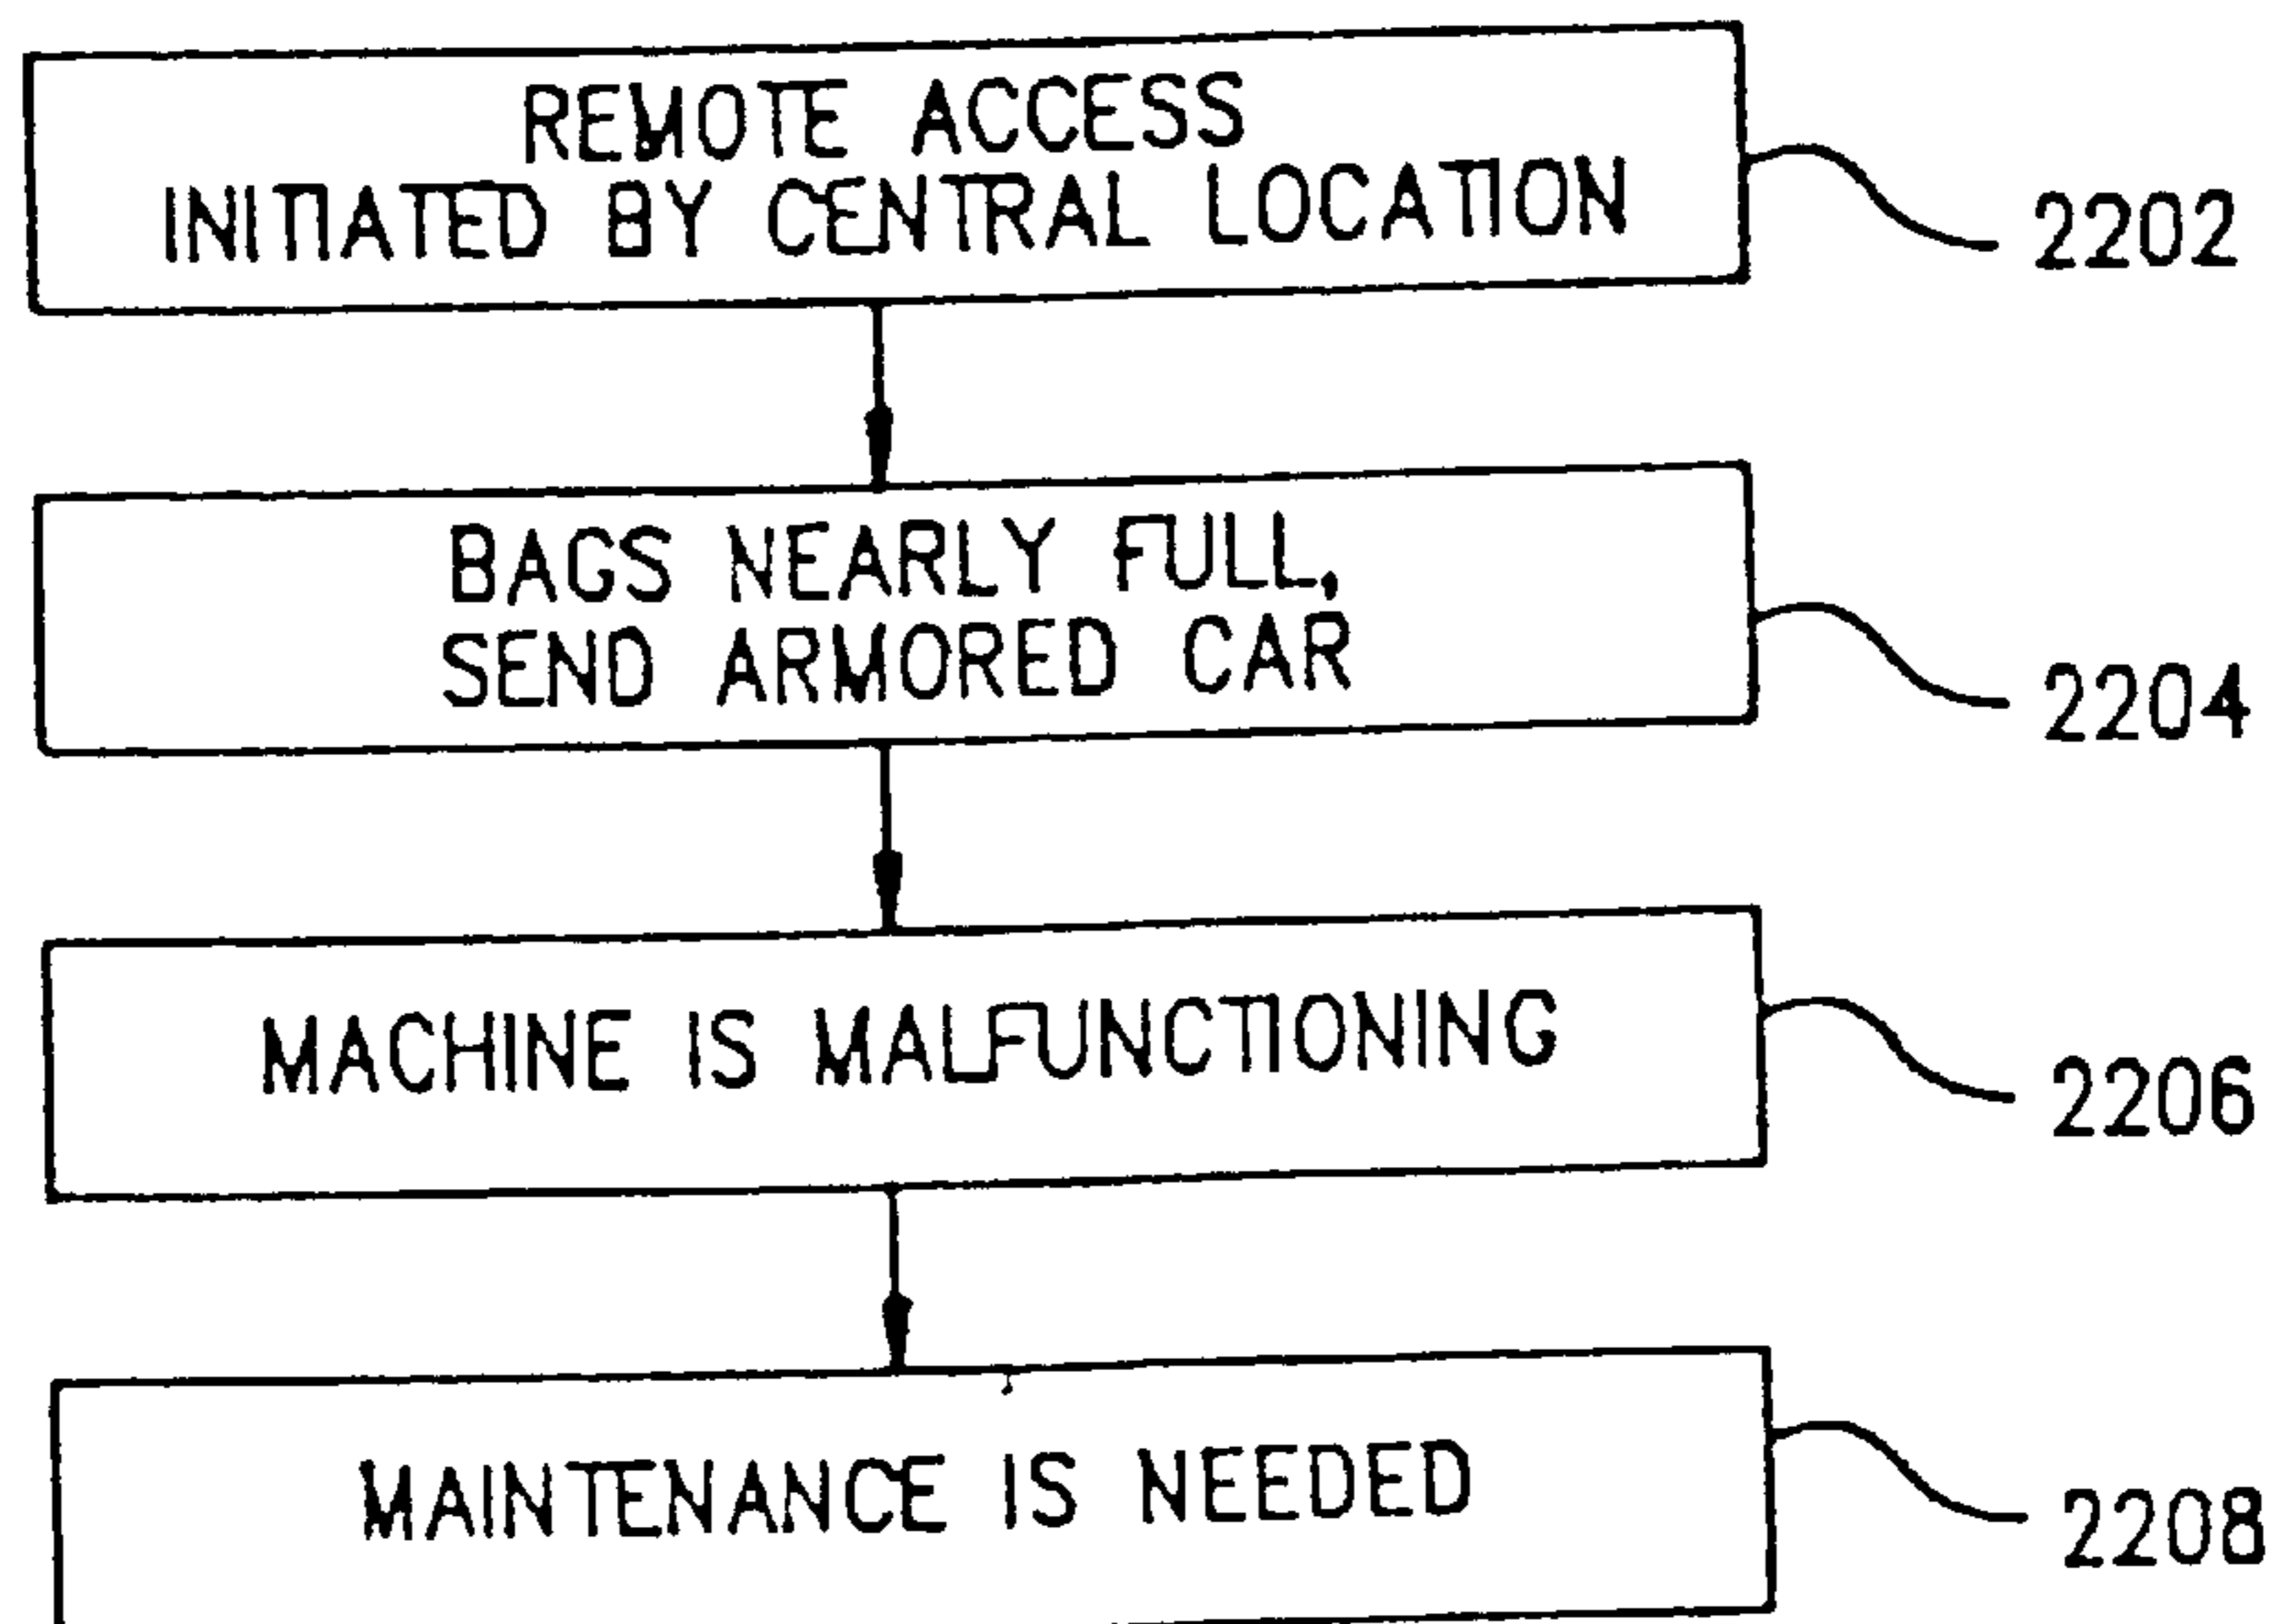 REMOTE ACCESS
INITIATED BY CENTRAL LOCATION
2202
BAGS NEARLY FULL,
SEND ARMORED CAR
2204
MACHINE IS MALFUNCTIONING
2206
MAINTENANCE IS NEEDED
2208